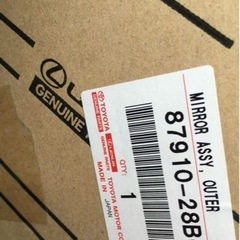 GENUINE
MIRROR ASSY, OUTER
87910-28B
QTY:
1
TOYOTA
TOYOTA MOTOR CO
MADE IN JAPAN